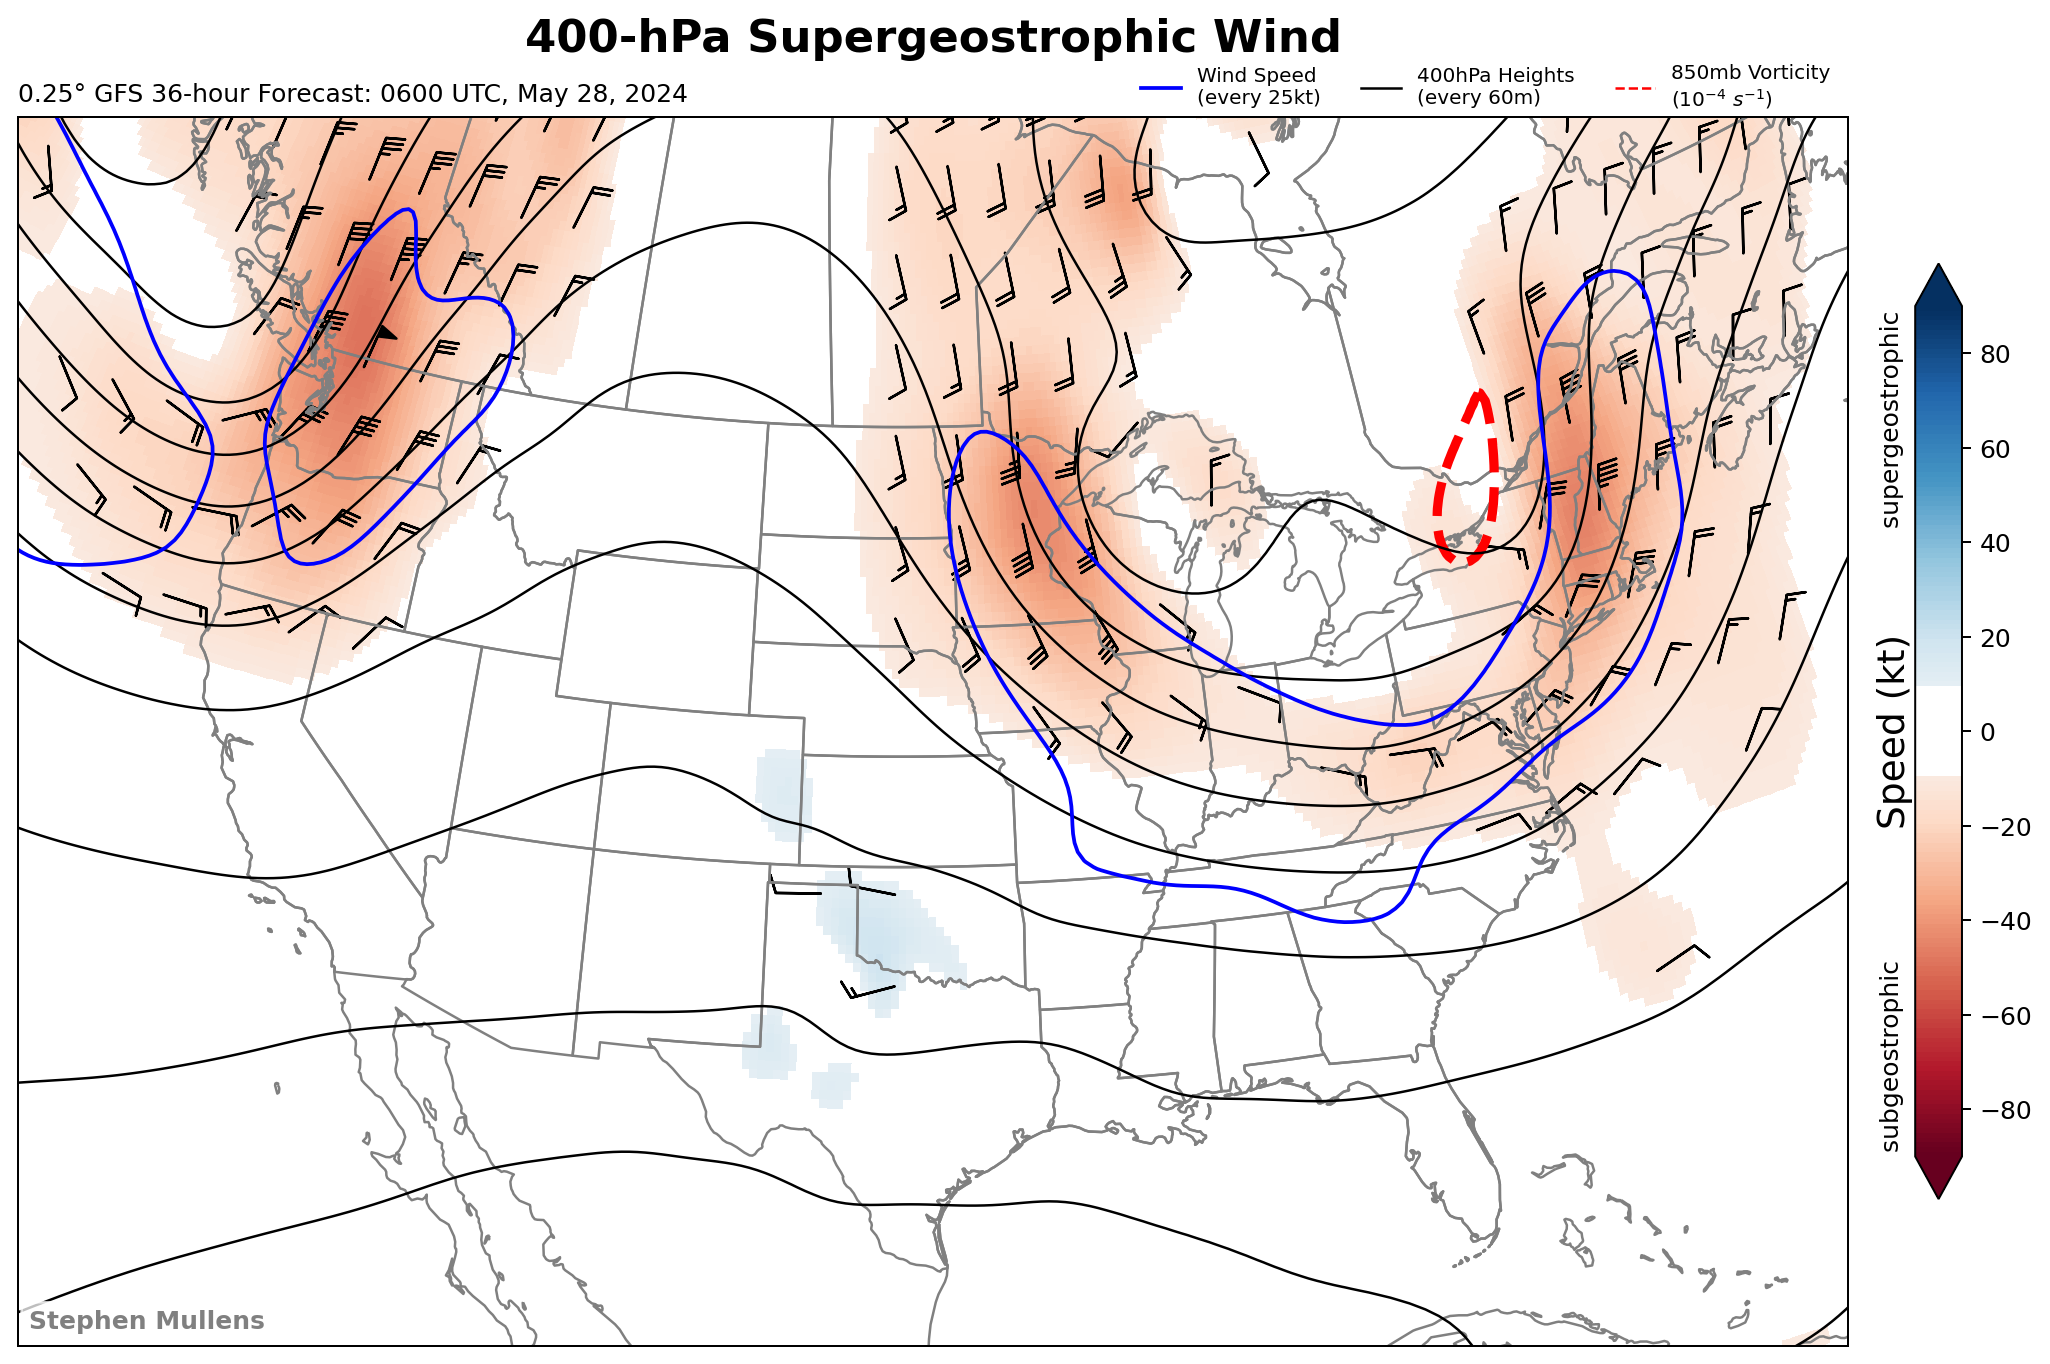 400-hPa Supergeostrophic Wind
0.25° GFS 36-hour Forecast: 0600 UTC, May 28, 2024
Wind Speed
(every 25kt)
400hPa Heights
(every 60m)
850mb Vorticity
(10⁻⁴ s⁻¹)
supergeostrophic
Speed (kt)
subgeostrophic
80
60
40
20
0
−20
−40
−60
−80
Stephen Mullens